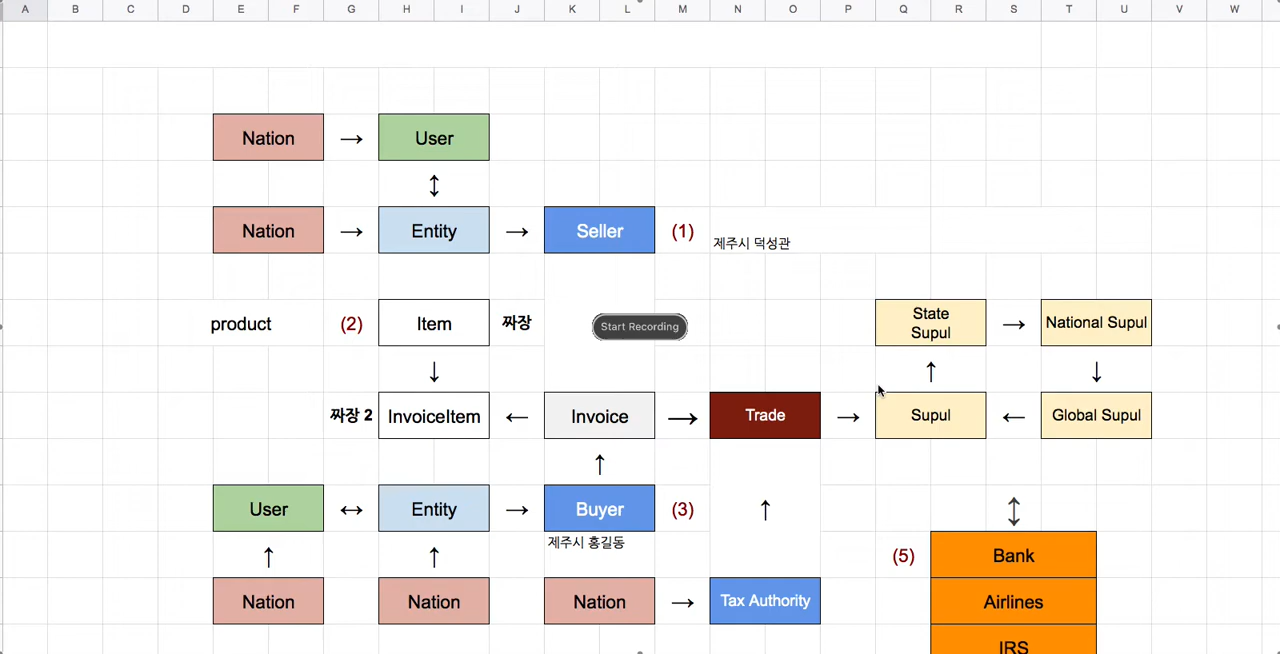 A B C D E F G H I J K L M N O P Q R S T U V W
Nation → User
↕
Nation → Entity → Seller (1) 제주시 덕성관
product (2) Item 짜장
Start Recording
State Supul → National Supul
↓ ↑ ↓
짜장 2 InvoiceItem ← Invoice → Trade → Supul ← Global Supul
↑
User ↔ Entity → Buyer (3) ↑ ↕
제주시 홍길동
↑ ↑ (5) Bank
Nation Nation Nation → Tax Authority Airlines
IRS